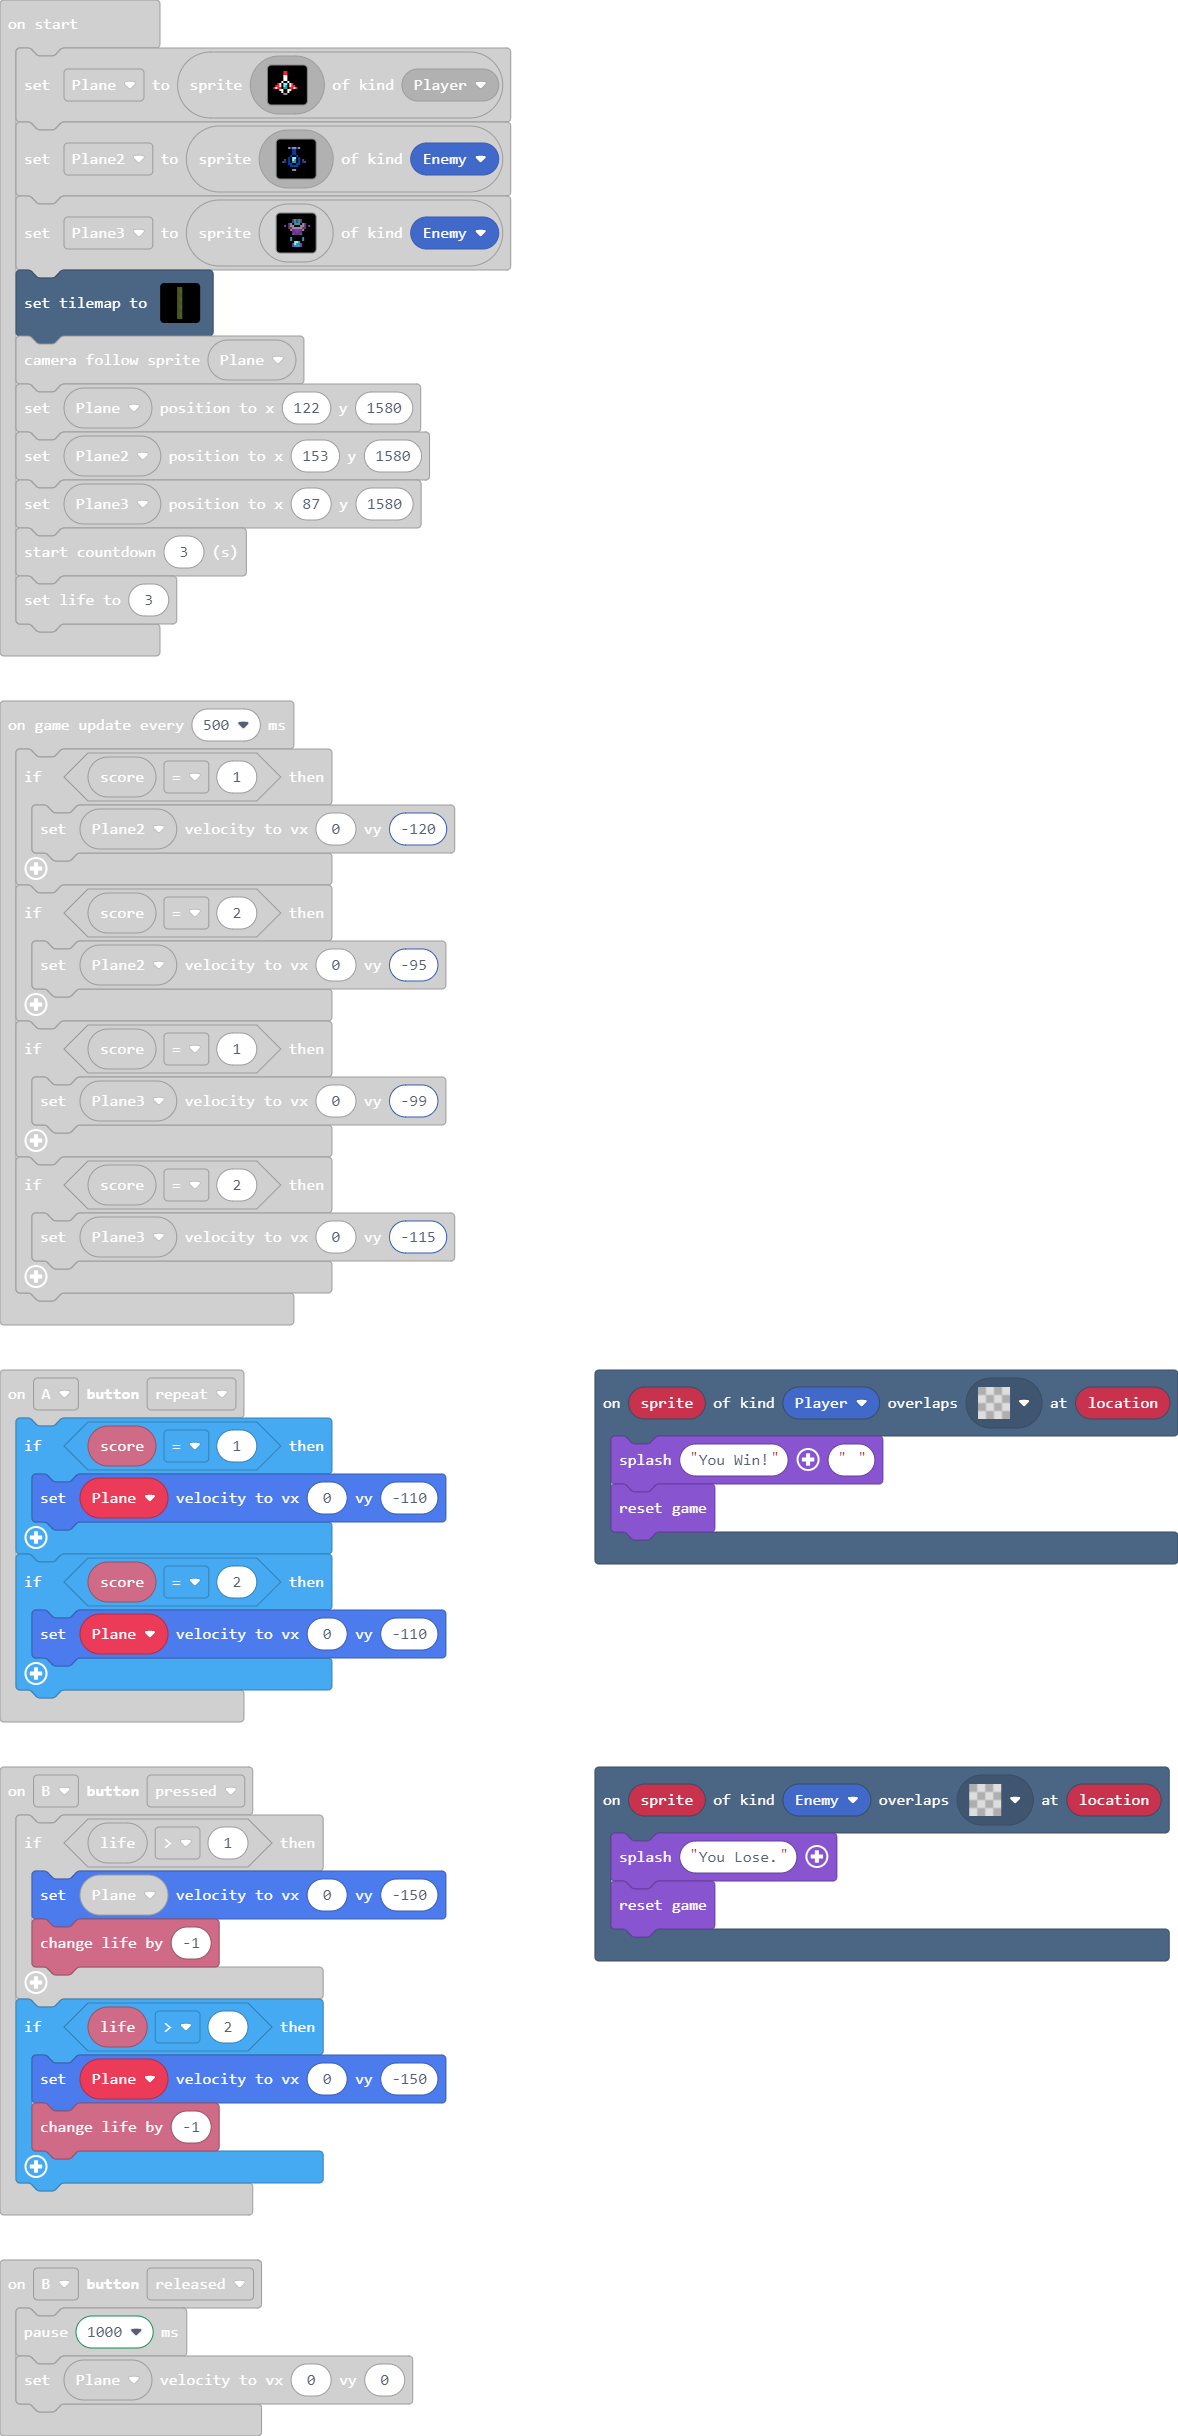 on start
set Plane to sprite of kind Player
set Plane2 to sprite of kind Enemy
set Plane3 to sprite of kind Enemy
set tilemap to
camera follow sprite Plane
set Plane position to x 122 y 1580
set Plane2 position to x 153 y 1580
set Plane3 position to x 87 y 1580
start countdown 3 (s)
set life to 3
on game update every 500 ms
if score = 1 then
set Plane2 velocity to vx 0 vy -120
if score = 2 then
set Plane2 velocity to vx 0 vy -95
if score = 1 then
set Plane3 velocity to vx 0 vy -99
if score = 2 then
set Plane3 velocity to vx 0 vy -115
on A button repeat
if score = 1 then
set Plane velocity to vx 0 vy -110
if score = 2 then
set Plane velocity to vx 0 vy -110
on sprite of kind Player overlaps at location
splash "You Win!" " "
reset game
on B button pressed
if life > 1 then
set Plane velocity to vx 0 vy -150
change life by -1
if life > 2 then
set Plane velocity to vx 0 vy -150
change life by -1
on sprite of kind Enemy overlaps at location
splash "You Lose."
reset game
on B button released
pause 1000 ms
set Plane velocity to vx 0 vy 0